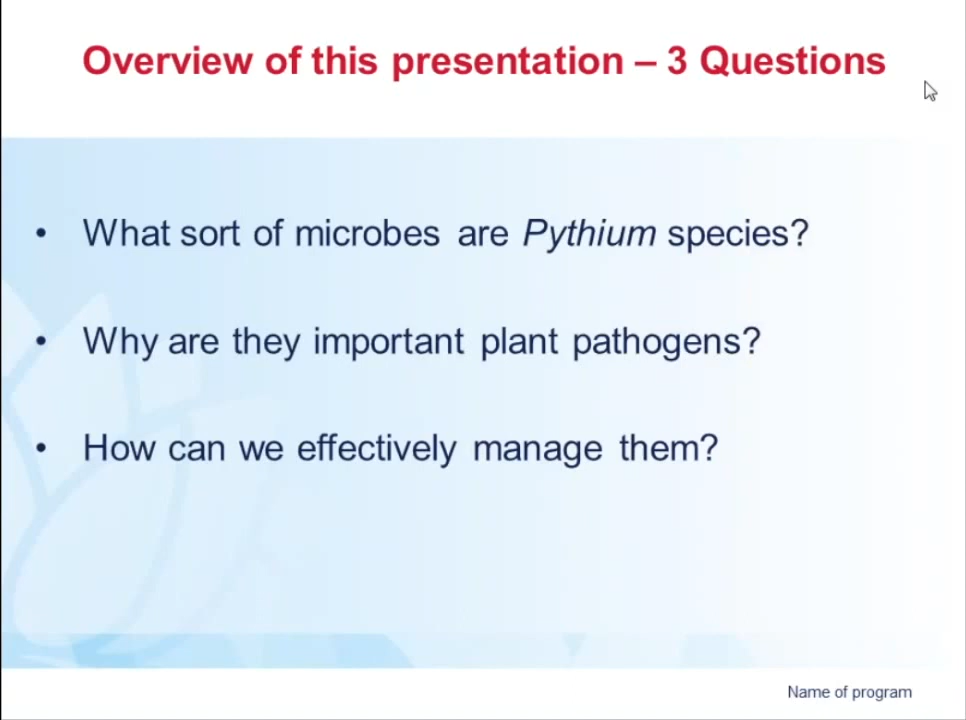 Overview of this presentation – 3 Questions
• What sort of microbes are Pythium species?
• Why are they important plant pathogens?
• How can we effectively manage them?
Name of program